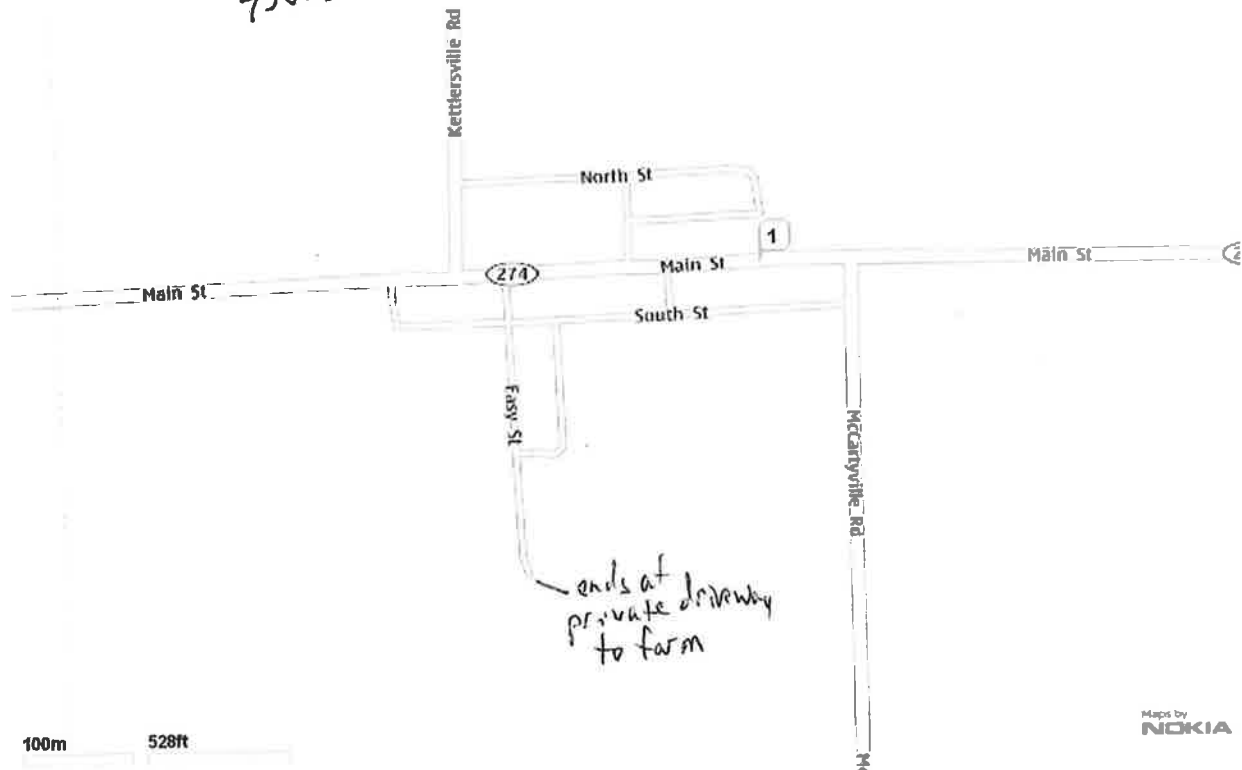 Kettlersville Rd
North St
1
274
Main St
Main St
Main St
South St
Easy St
McCartyville Rd
ends at
private driveway
to farm
100m
528ft
Maps by
NOKIA